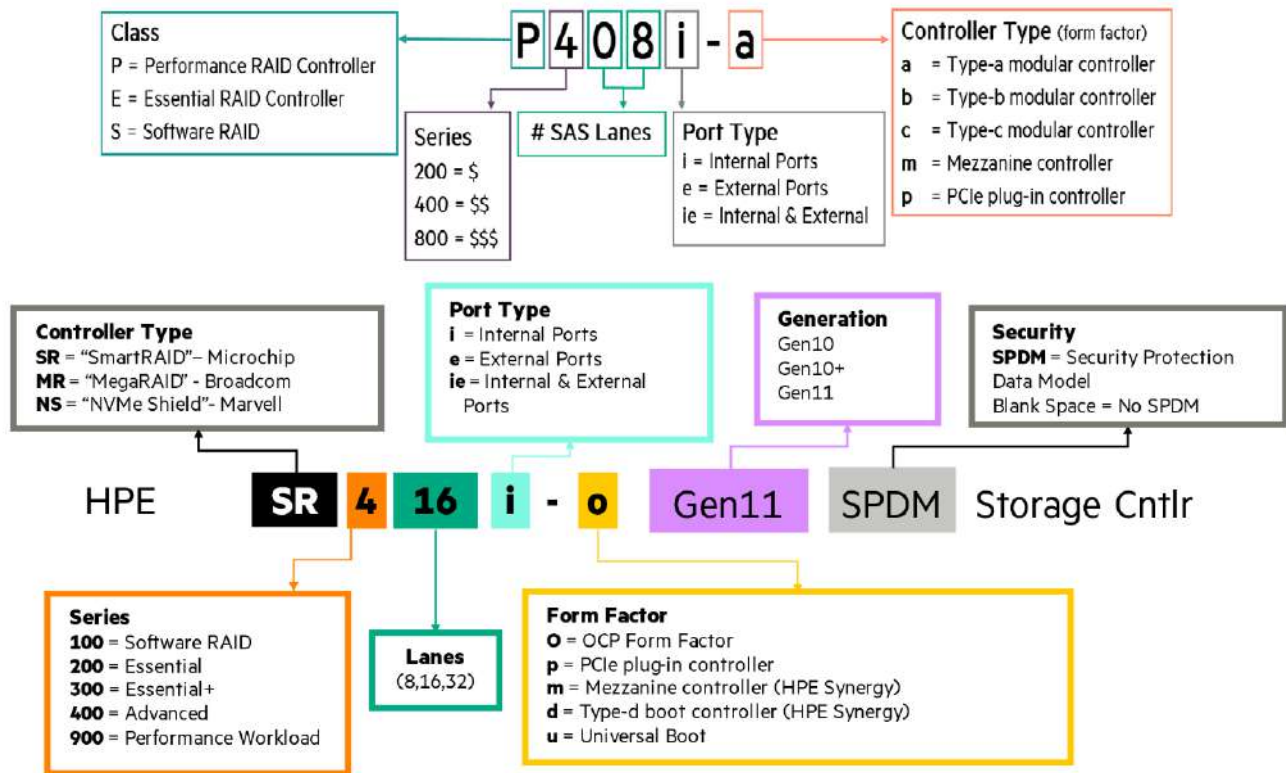 P408i-a
Class
P = Performance RAID Controller
E = Essential RAID Controller
S = Software RAID
Series
200 = $
400 = $$
800 = $$$
# SAS Lanes
Port Type
i = Internal Ports
e = External Ports
ie = Internal & External
Controller Type (form factor)
a = Type-a modular controller
b = Type-b modular controller
c = Type-c modular controller
m = Mezzanine controller
p = PCIe plug-in controller
Controller Type
SR = “SmartRAID”– Microchip
MR = “MegaRAID” - Broadcom
NS = “NVMe Shield”- Marvell
Port Type
i = Internal Ports
e = External Ports
ie = Internal & External
Ports
Generation
Gen10
Gen10+
Gen11
Security
SPDM = Security Protection
Data Model
Blank Space = No SPDM
HPE SR 4 16 i - o Gen11 SPDM Storage Cntlr
Series
100 = Software RAID
200 = Essential
300 = Essential+
400 = Advanced
900 = Performance Workload
Lanes
(8,16,32)
Form Factor
O = OCP Form Factor
p = PCIe plug-in controller
m = Mezzanine controller (HPE Synergy)
d = Type-d boot controller (HPE Synergy)
u = Universal Boot